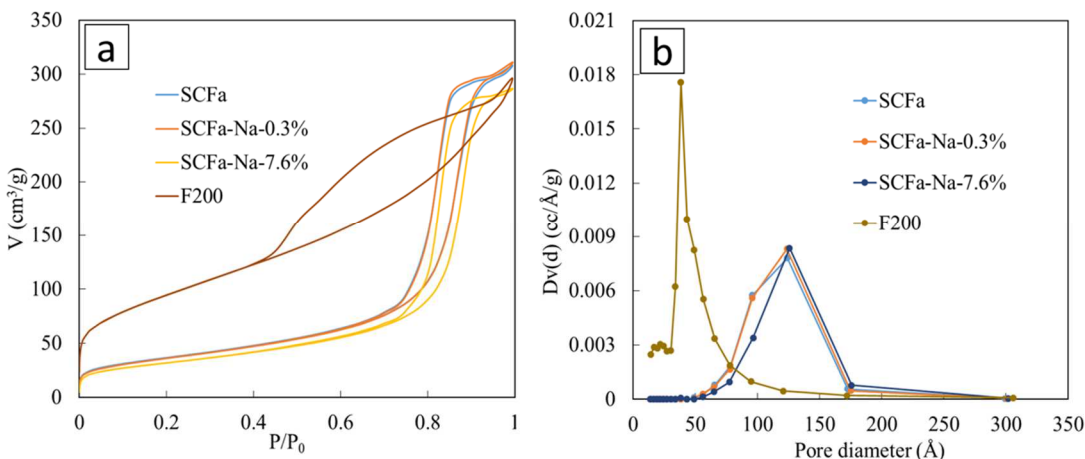 a
350
300
250
200
150
100
50
0
V (cm³/g)
SCFa
SCFa-Na-0.3%
SCFa-Na-7.6%
F200
0 0.2 0.4 0.6 0.8 1
P/P₀
b
0.021
0.018
0.015
0.012
0.009
0.006
0.003
0
Dv(d) (cc/Å/g)
SCFa
SCFa-Na-0.3%
SCFa-Na-7.6%
F200
0 50 100 150 200 250 300 350
Pore diameter (Å)